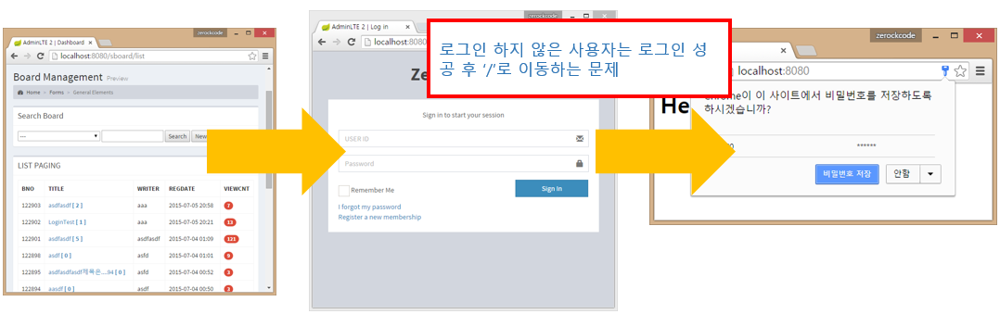 zerockcode
AdminLTE 2 | Dashboard
localhost:8080/sboard/list
Board Management Preview
Home > Forms > General Elements
Search Board
---
Search
New
LIST PAGING
BNO TITLE WRITER REGDATE VIEWCNT
122903 asdfasdf [ 2 ] aaa 2015-07-05 20:58 7
122902 LoginTest [ 1 ] aaa 2015-07-05 20:21 13
122901 asdfasdf [ 5 ] asdfasdf 2015-07-04 01:09 121
122898 asdf [ 0 ] asfd 2015-07-04 01:01 9
122895 asdfasdfasdf제목은....94 [ 0 ] asfd 2015-07-04 00:52 3
122894 aasdf [ 0 ] asdf 2015-07-04 00:50 3
zerockcode
AdminLTE 2 | Log in
localhost:8080
Ze
Sign in to start your session
USER ID
Password
Remember Me
Sign In
I forgot my password
Register a new membership
로그인 하지 않은 사용자는 로그인 성
공 후 ‘/’로 이동하는 문제
zerockcode
localhost:8080
He
이 사이트에서 비밀번호를 저장하도록
하시겠습니까?
******
비밀번호 저장
안함